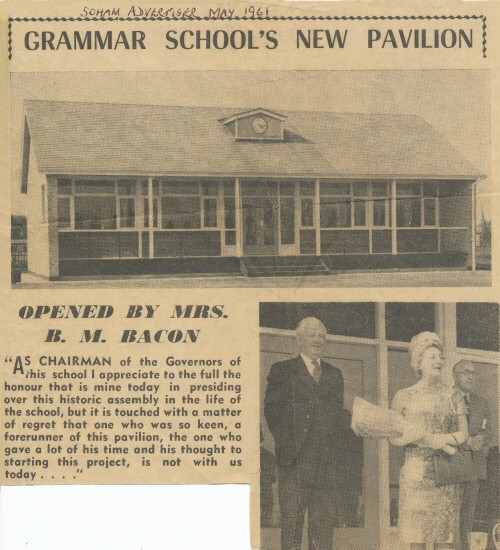 SOHAM ADVERTISER MAY 1961
GRAMMAR SCHOOL'S NEW PAVILION
OPENED BY MRS.
B. M. BACON
"AS CHAIRMAN of the Governors of
this school I appreciate to the full the
honour that is mine today in presiding
over this historic assembly in the life of
the school, but it is touched with a matter
of regret that one who was so keen, a
forerunner of this pavilion, the one who
gave a lot of his time and his thought to
starting this project, is not with us
today . . . ."